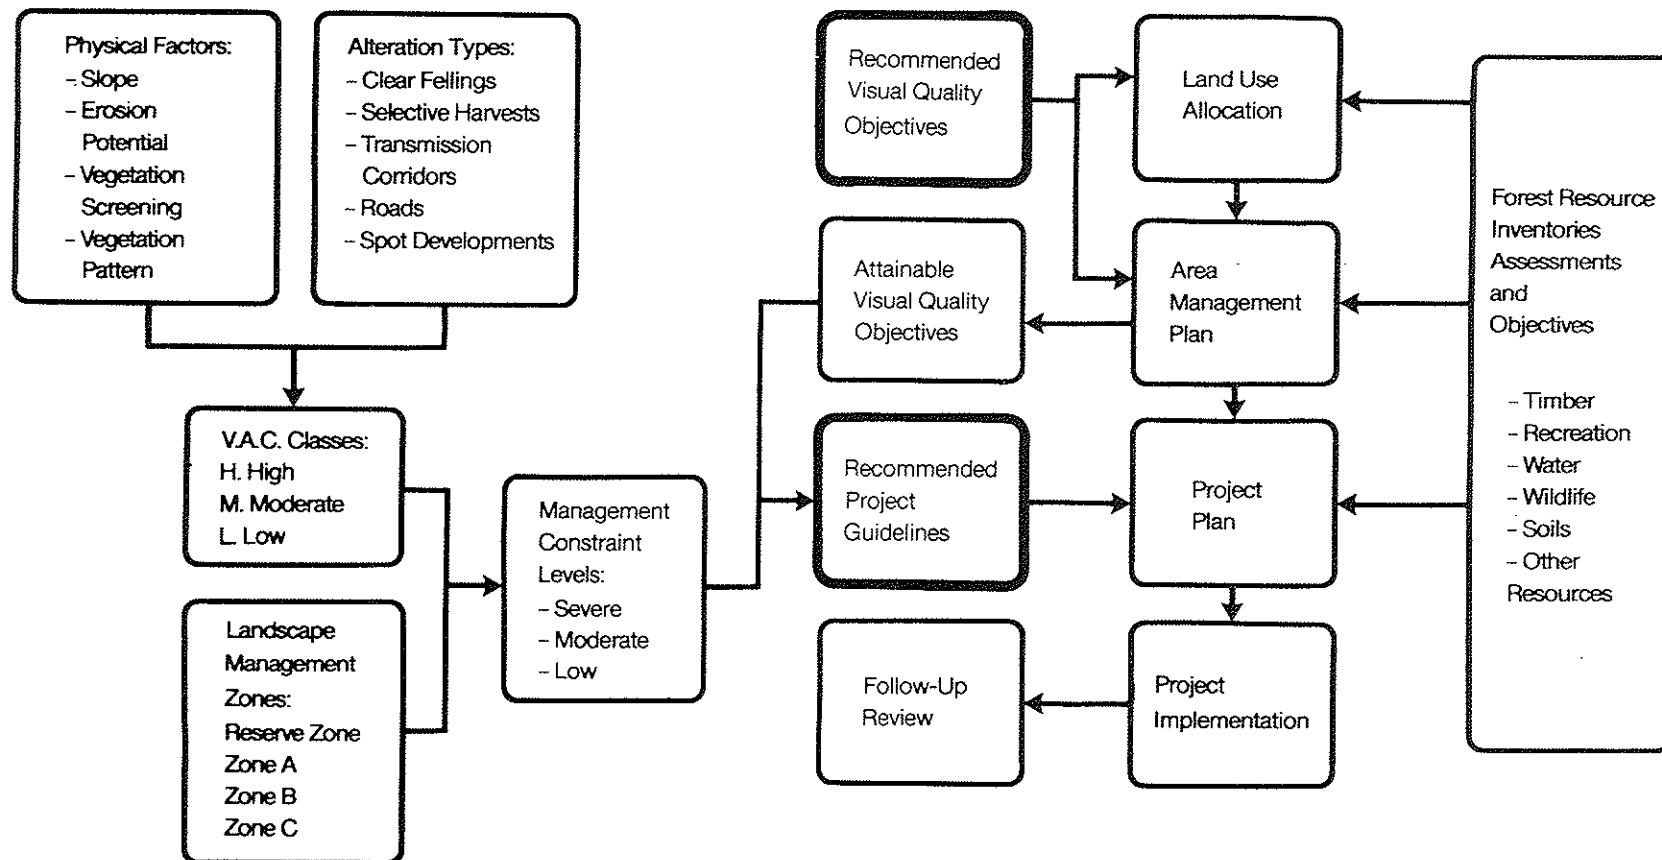 Physical Factors:
– Slope
– Erosion
Potential
– Vegetation
Screening
– Vegetation
Pattern
Alteration Types:
– Clear Fellings
– Selective Harvests
– Transmission
Corridors
– Roads
– Spot Developments
V.A.C. Classes:
H. High
M. Moderate
L. Low
Landscape
Management
Zones:
Reserve Zone
Zone A
Zone B
Zone C
Management
Constraint
Levels:
– Severe
– Moderate
– Low
Recommended
Visual Quality
Objectives
Attainable
Visual Quality
Objectives
Recommended
Project
Guidelines
Follow-Up
Review
Land Use
Allocation
Area
Management
Plan
Project
Plan
Project
Implementation
Forest Resource
Inventories
Assessments
and
Objectives
– Timber
– Recreation
– Water
– Wildlife
– Soils
– Other
Resources